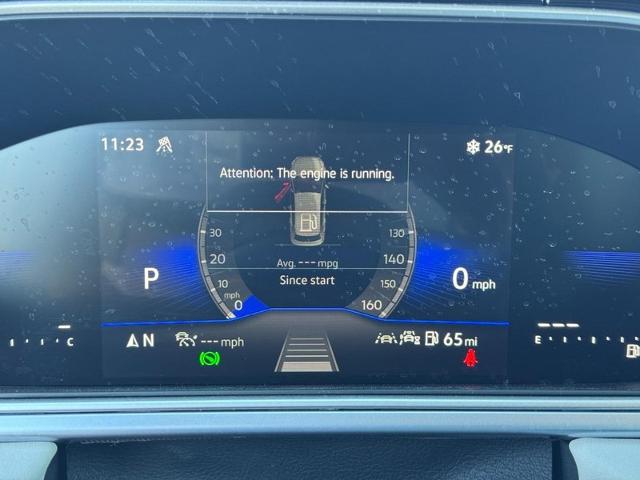 11:23
26°F
Attention: The engine is running.
30
20
10
mph
0
130
140
150
160
Avg. --- mpg
Since start
P
0 mph
C
N
--- mph
65 mi
E